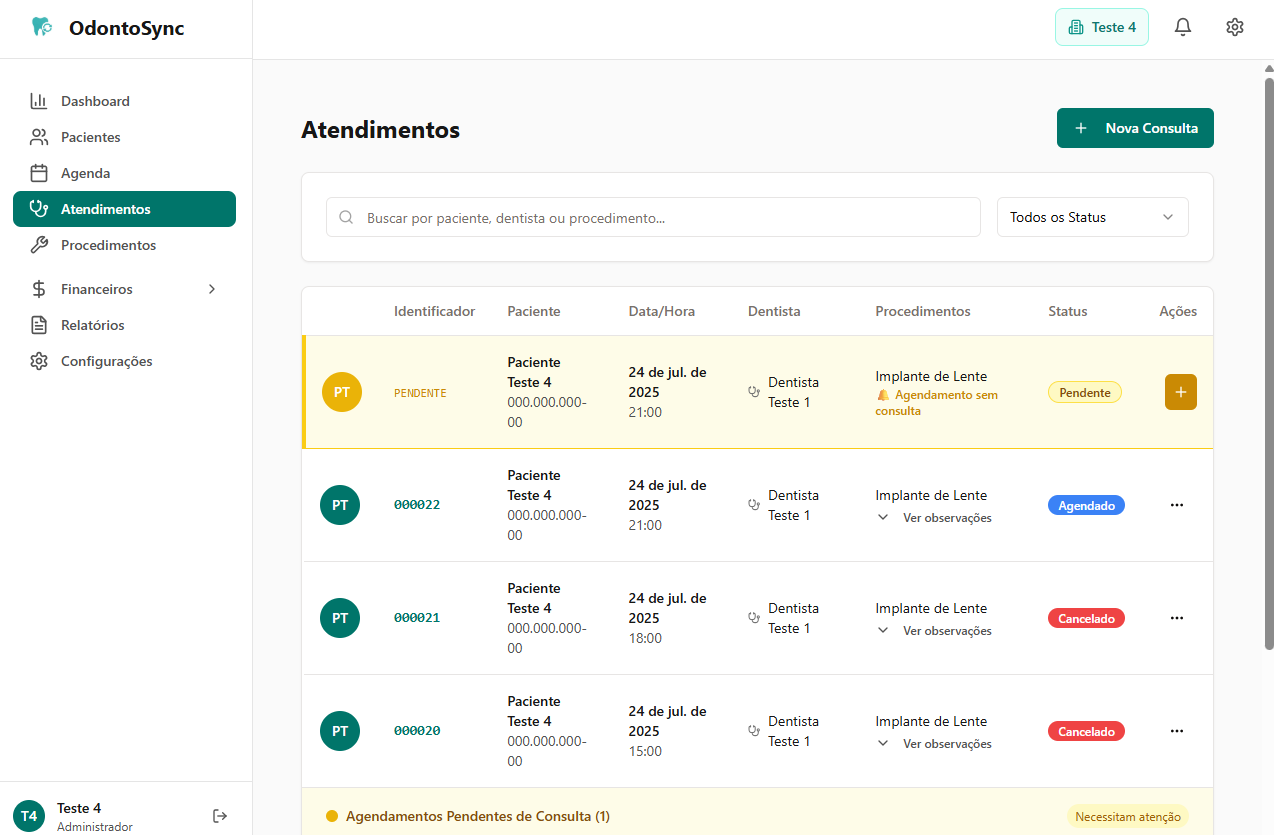 OdontoSync
Teste 4
Dashboard
Pacientes
Agenda
Atendimentos
Procedimentos
Financeiros
Relatórios
Configurações
Teste 4
T4
Administrador
Atendimentos
Nova Consulta
Buscar por paciente, dentista ou procedimento...
Todos os Status
Identificador Paciente Data/Hora Dentista Procedimentos Status Ações
PT
PENDENTE
Paciente
Teste 4
000.000.000-
00
24 de jul. de
2025
21:00
Dentista
Teste 1
Implante de Lente
Agendamento sem
consulta
Pendente
+
PT
000022
Paciente
Teste 4
000.000.000-
00
24 de jul. de
2025
21:00
Dentista
Teste 1
Implante de Lente
Ver observações
Agendado
...
PT
000021
Paciente
Teste 4
000.000.000-
00
24 de jul. de
2025
18:00
Dentista
Teste 1
Implante de Lente
Ver observações
Cancelado
...
PT
000020
Paciente
Teste 4
000.000.000-
00
24 de jul. de
2025
15:00
Dentista
Teste 1
Implante de Lente
Ver observações
Cancelado
...
Agendamentos Pendentes de Consulta (1)
Necessitam atenção